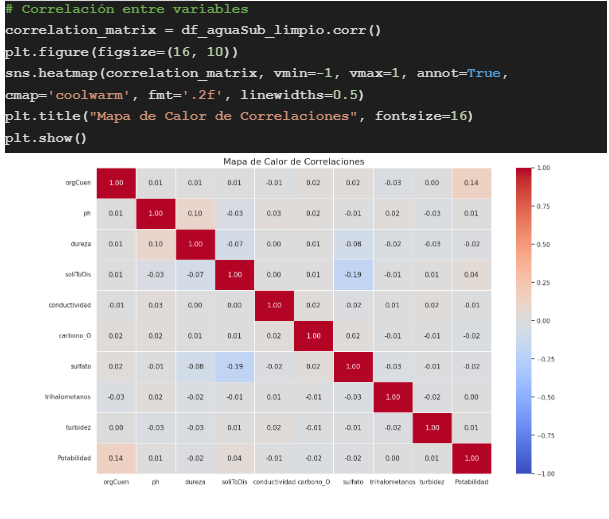 # Correlación entre variables
correlation_matrix = df_aguaSub_limpio.corr()
plt.figure(figsize=(16, 10))
sns.heatmap(correlation_matrix, vmin=-1, vmax=1, annot=True,
cmap='coolwarm', fmt='.2f', linewidths=0.5)
plt.title("Mapa de Calor de Correlaciones", fontsize=16)
plt.show()
Mapa de Calor de Correlaciones
orgCuen 1.00 0.01 0.01 0.01 -0.01 0.02 0.02 -0.03 0.00 0.14
ph 0.01 1.00 0.10 -0.03 0.03 0.02 -0.01 0.02 -0.03 0.01
dureza 0.01 0.10 1.00 -0.07 0.00 0.01 -0.08 -0.02 -0.03 -0.02
soliToDis 0.01 -0.03 -0.07 1.00 0.00 0.01 -0.19 -0.01 0.01 0.04
conductividad -0.01 0.03 0.00 0.00 1.00 0.02 -0.02 0.01 0.02 -0.01
carbono_O 0.02 0.02 0.01 0.01 0.02 1.00 0.02 -0.01 -0.01 -0.02
sulfato 0.02 -0.01 -0.08 -0.19 -0.02 0.02 1.00 -0.03 -0.01 -0.02
trihalometanos -0.03 0.02 -0.02 -0.01 0.01 -0.01 -0.03 1.00 -0.02 0.00
turbidez 0.00 -0.03 -0.03 0.01 0.02 -0.01 -0.01 -0.02 1.00 0.01
Potabilidad 0.14 0.01 -0.02 0.04 -0.01 -0.02 -0.02 0.00 0.01 1.00
orgCuen ph dureza soliToDis conductividad carbono_O sulfato trihalometanos turbidez Potabilidad
1.00
0.75
0.50
0.25
0.00
-0.25
-0.50
-0.75
-1.00